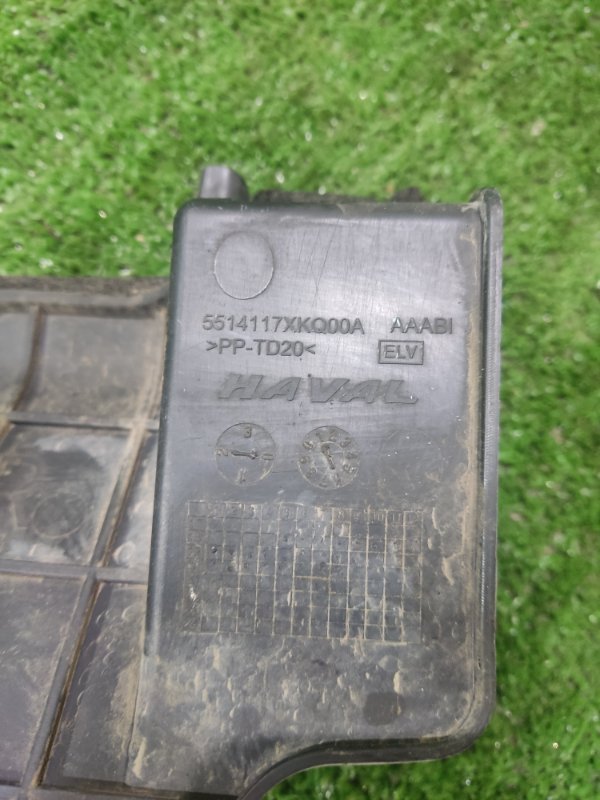 5514117XKQ00A AAABI
>PP-TD20< ELV
HAVAL